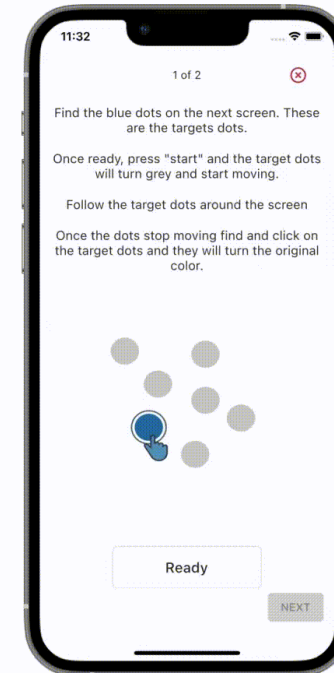 11:32
1 of 2
Find the blue dots on the next screen. These
are the targets dots.
Once ready, press "start" and the target dots
will turn grey and start moving.
Follow the target dots around the screen
Once the dots stop moving find and click on
the target dots and they will turn the original
color.
Ready
NEXT